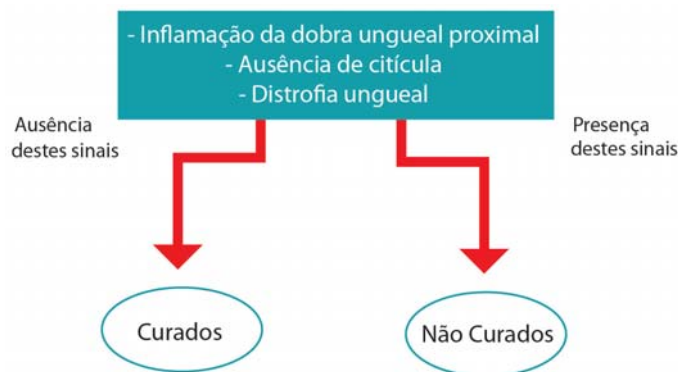 - Inflamação da dobra ungueal proximal
- Ausência de citícula
- Distrofia ungueal
Ausência
destes sinais
Presença
destes sinais
Curados
Não Curados